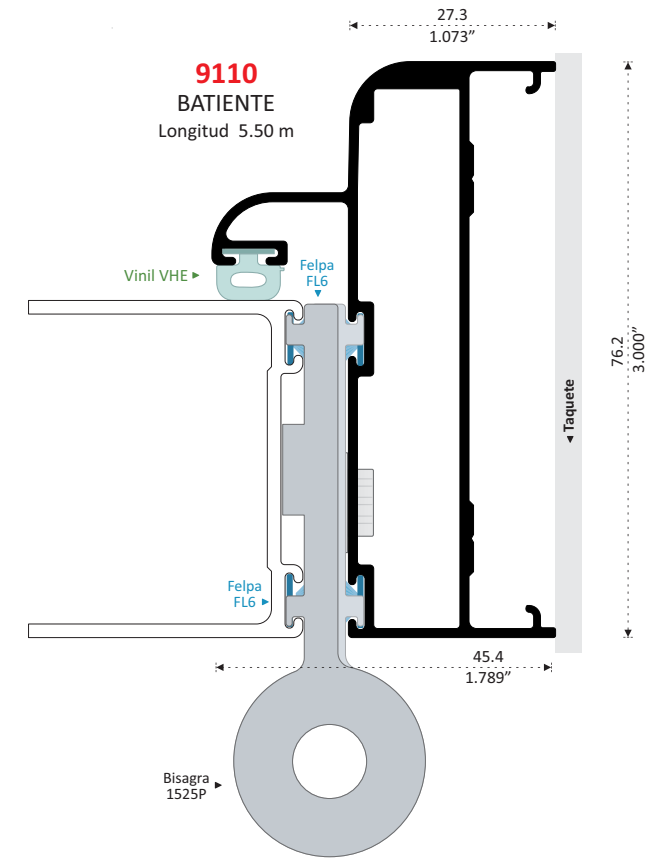 27.3
1.073”
9110
BATIENTE
Longitud 5.50 m
Vinil VHE ▸
Felpa
FL6
▾
76.2
3.000”
◂ Taquete
Felpa
FL6 ▸
45.4
1.789”
Bisagra
1525P ▸